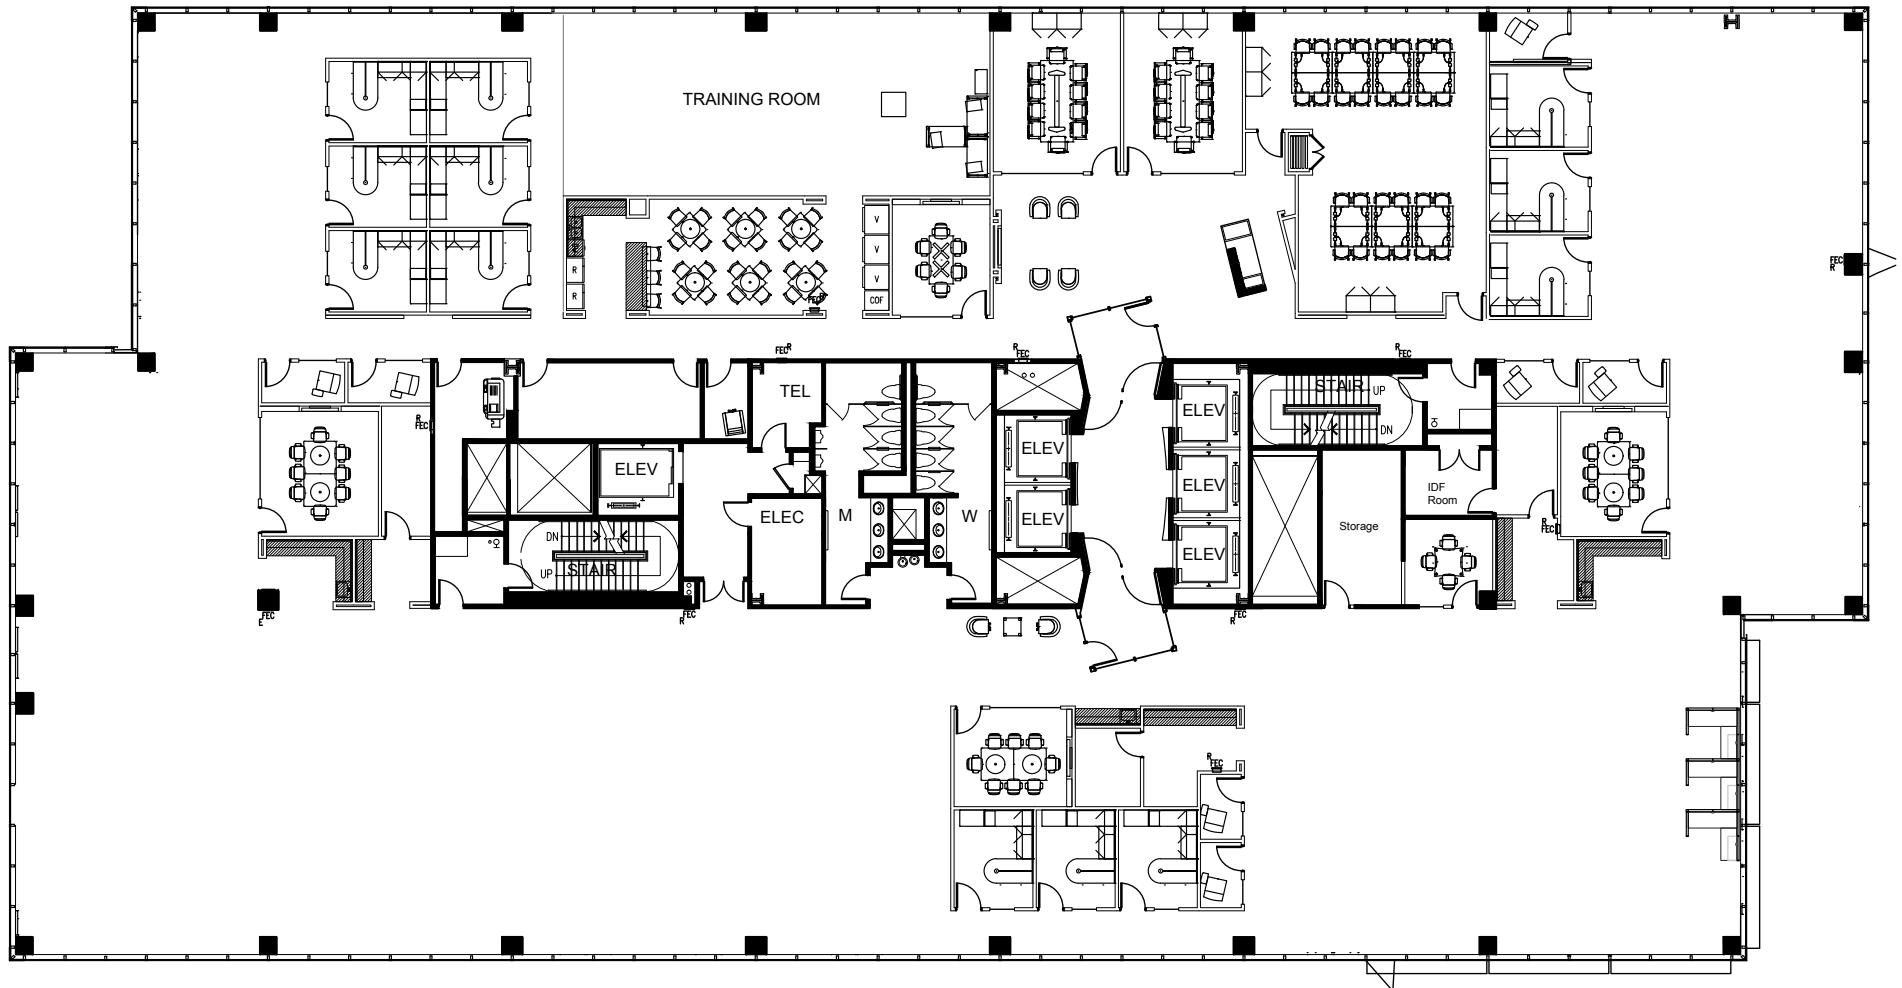 TRAINING ROOM
FEC
R
V
R
V
R
V
FEC
R
COF
FEC
R
R
FEC
R
FEC
STAIR
UP
TEL
ELEV
R
FEC
DN
ELEV
ELEV
ELEV
IDF
Room
ELEC
M
W
ELEV
Storage
R
FEC
DN
ELEV
UP
STAIR
FEC
E
FEC
R
FEC
R
R
FEC